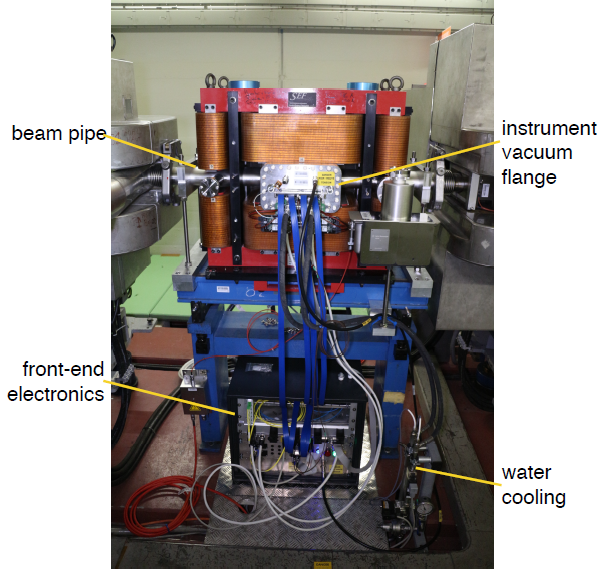 beam pipe
instrument
vacuum
flange
front-end
electronics
water
cooling